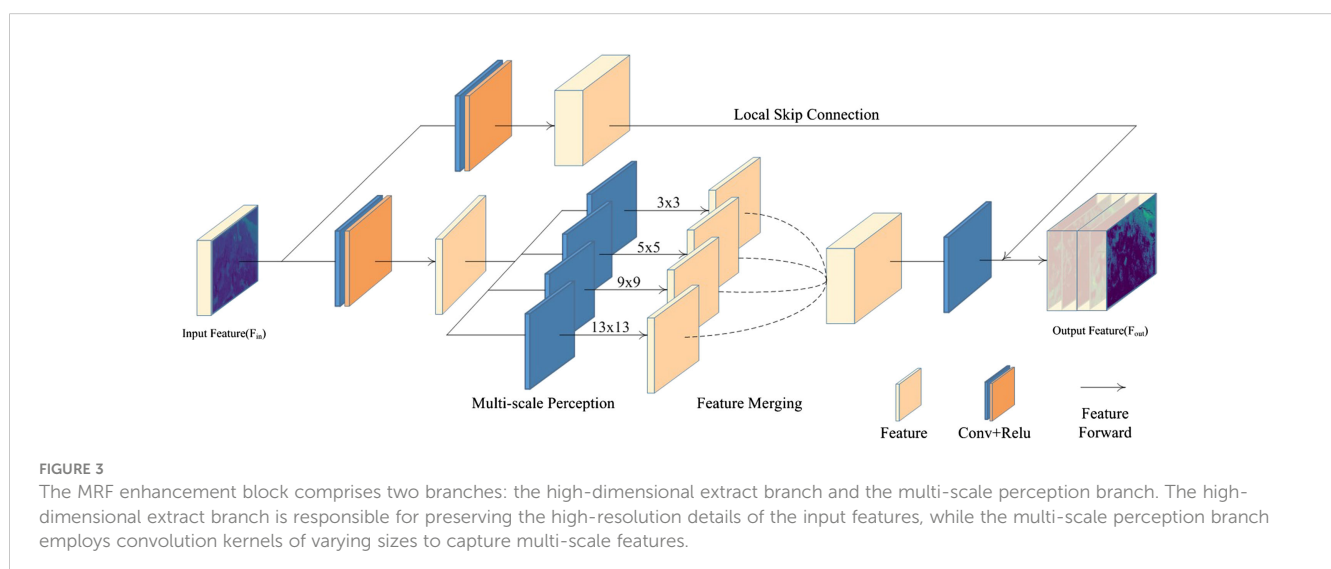 Local Skip Connection
3x3
5x5
9x9
13x13
Input Feature(Fin)
Output Feature(Fout)
Multi-scale Perception
Feature Merging
Feature
Conv+Relu
Feature
Forward
FIGURE 3
The MRF enhancement block comprises two branches: the high-dimensional extract branch and the multi-scale perception branch. The high-
dimensional extract branch is responsible for preserving the high-resolution details of the input features, while the multi-scale perception branch
employs convolution kernels of varying sizes to capture multi-scale features.